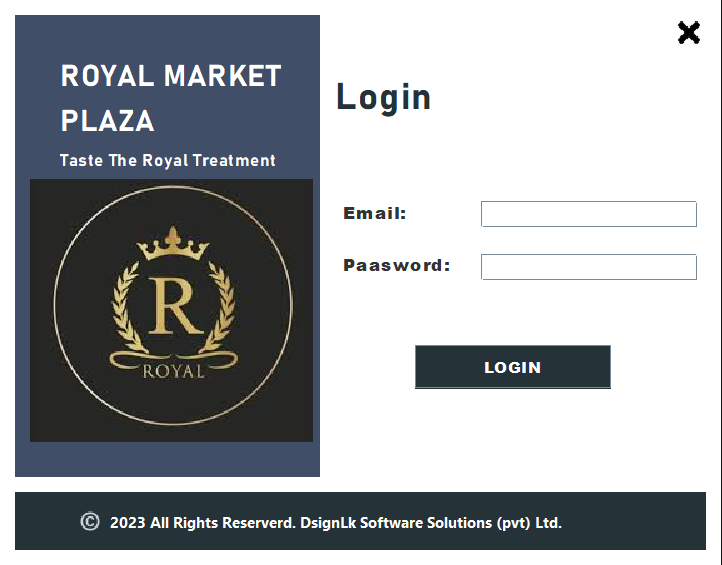 ROYAL MARKET
PLAZA
Taste The Royal Treatment
R
ROYAL
Login
Email:
Paasword:
LOGIN
© 2023 All Rights Reserverd. DsignLk Software Solutions (pvt) Ltd.